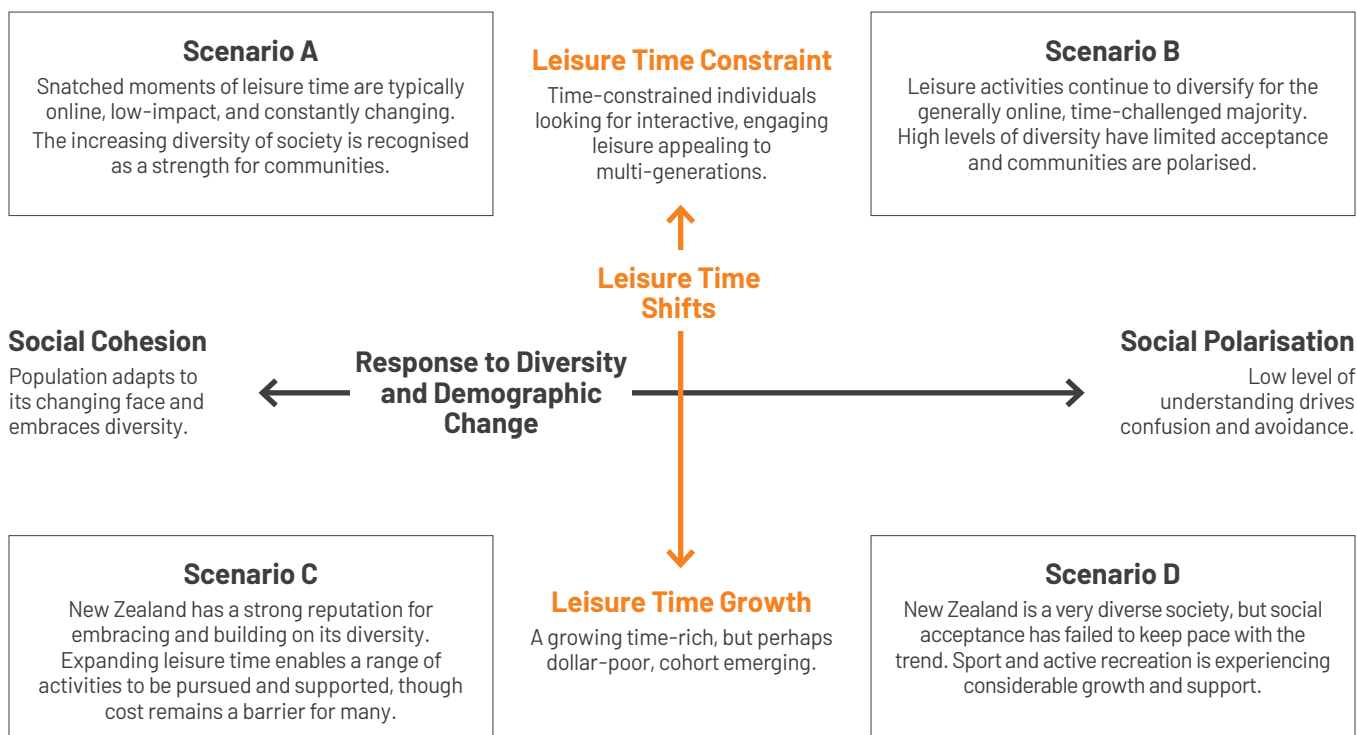 Scenario A
Snatched moments of leisure time are typically
online, low-impact, and constantly changing.
The increasing diversity of society is recognised
as a strength for communities.
Leisure Time Constraint
Time-constrained individuals
looking for interactive, engaging
leisure appealing to
multi-generations.
Scenario B
Leisure activities continue to diversify for the
generally online, time-challenged majority.
High levels of diversity have limited acceptance
and communities are polarised.
Leisure Time
Shifts
Social Cohesion
Population adapts to
its changing face and
embraces diversity.
Response to Diversity
and Demographic
Change
Social Polarisation
Low level of
understanding drives
confusion and avoidance.
Scenario C
New Zealand has a strong reputation for
embracing and building on its diversity.
Expanding leisure time enables a range of
activities to be pursued and supported, though
cost remains a barrier for many.
Leisure Time Growth
A growing time-rich, but perhaps
dollar-poor, cohort emerging.
Scenario D
New Zealand is a very diverse society, but social
acceptance has failed to keep pace with the
trend. Sport and active recreation is experiencing
considerable growth and support.